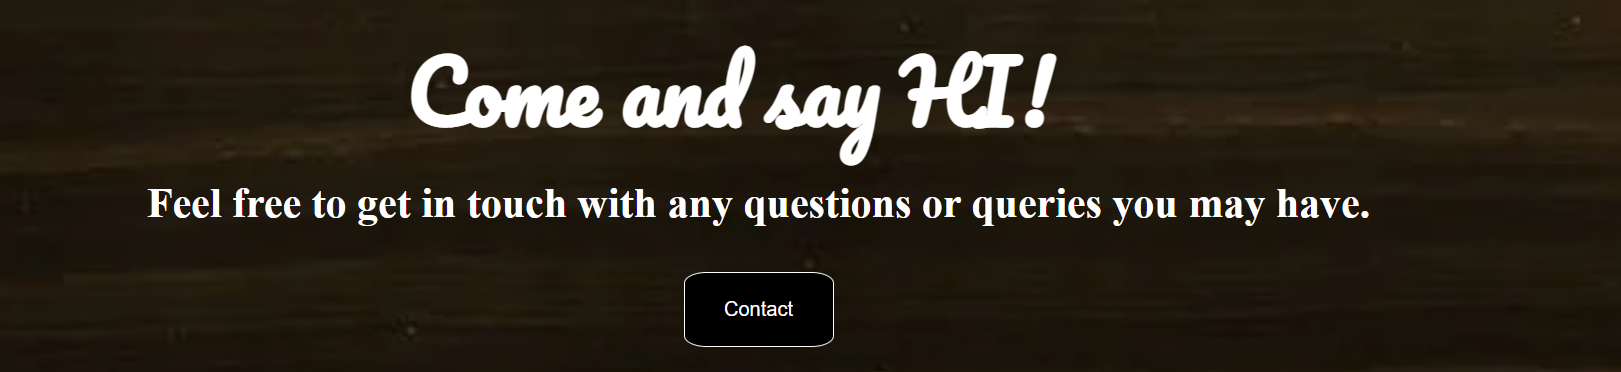 Come and say HI!
Feel free to get in touch with any questions or queries you may have.
Contact